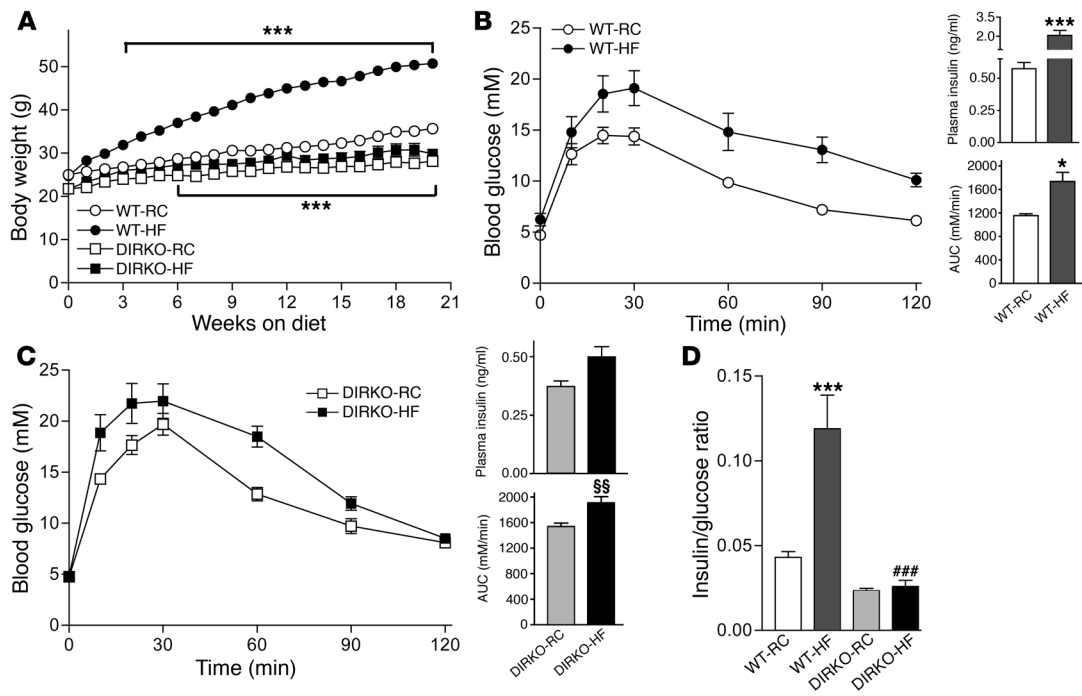 A
***
Body weight (g)
50
40
30
20
10
0
***
WT-RC
WT-HF
DIRKO-RC
DIRKO-HF
0 3 6 9 12 15 18 21
Weeks on diet
B
WT-RC
WT-HF
Blood glucose (mM)
25
20
15
10
5
0
0 30 60 90 120
Time (min)
Plasma insulin (ng/ml)
3.5
2.0
0.50
0.00
***
AUC (mM/min)
2000
1600
1200
800
400
0
*
WT-RC WT-HF
C
DIRKO-RC
DIRKO-HF
Blood glucose (mM)
25
20
15
10
5
0
0 30 60 90 120
Time (min)
Plasma insulin (ng/ml)
0.50
0.25
0.00
AUC (mM/min)
2000
1600
1200
800
400
0
§§
DIRKO-RC DIRKO-HF
D
Insulin/glucose ratio
0.15
0.10
0.05
0.00
***
###
WT-RC WT-HF DIRKO-RC DIRKO-HF